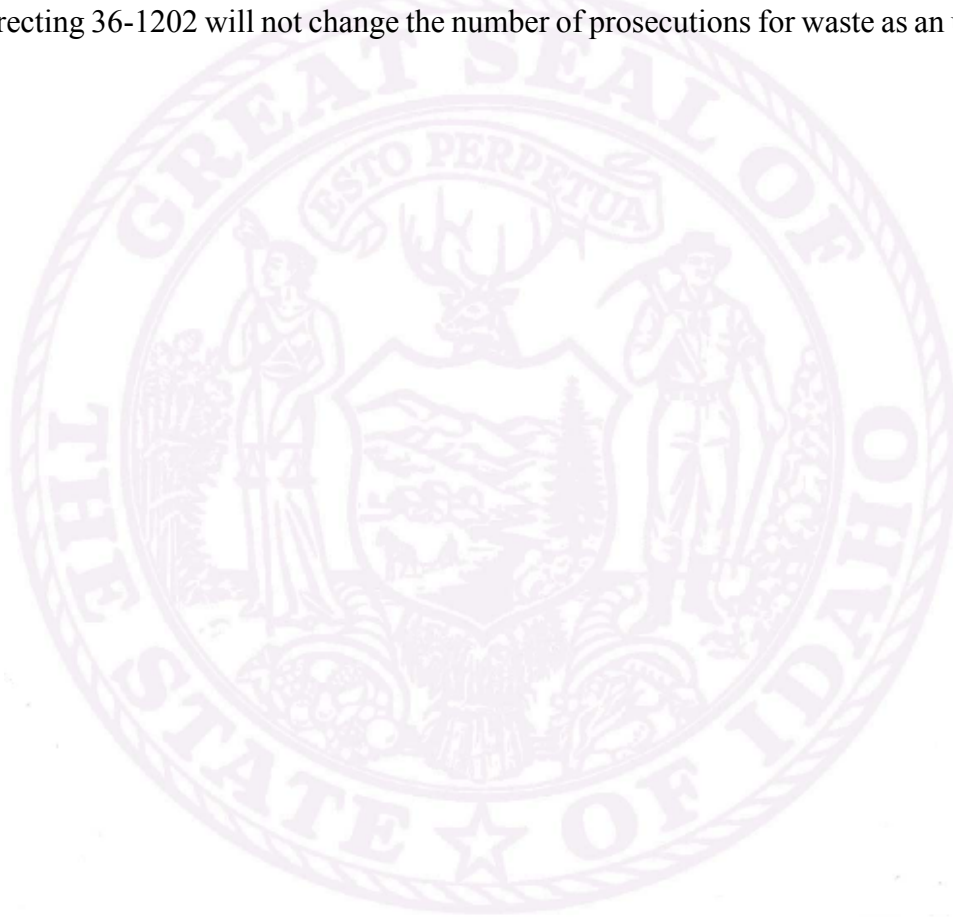 recting 36-1202 will not change the number of prosecutions for waste as an
GREAT SEAL OF
ESTO PERPETUA
THE STATE OF IDAHO